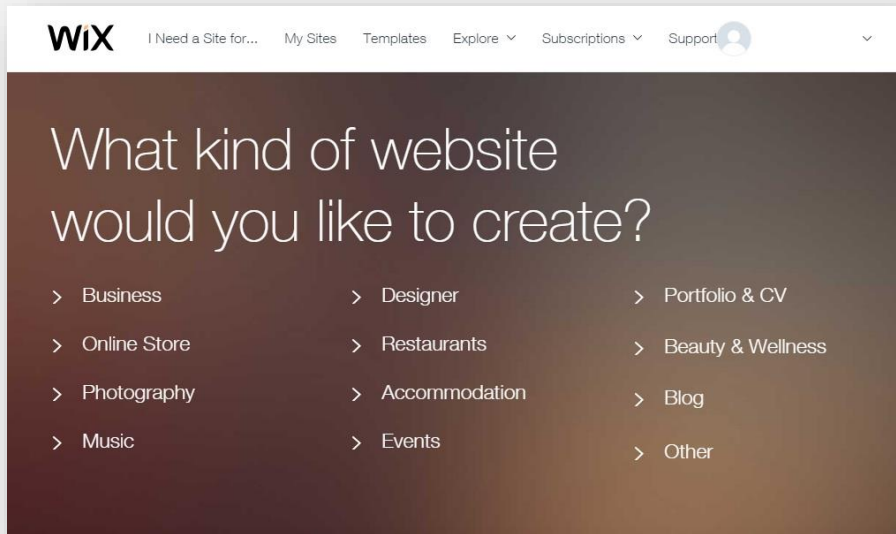 WiX I Need a Site for... My Sites Templates Explore Subscriptions Support
What kind of website
would you like to create?
Business
Online Store
Photography
Music
Designer
Restaurants
Accommodation
Events
Portfolio & CV
Beauty & Wellness
Blog
Other